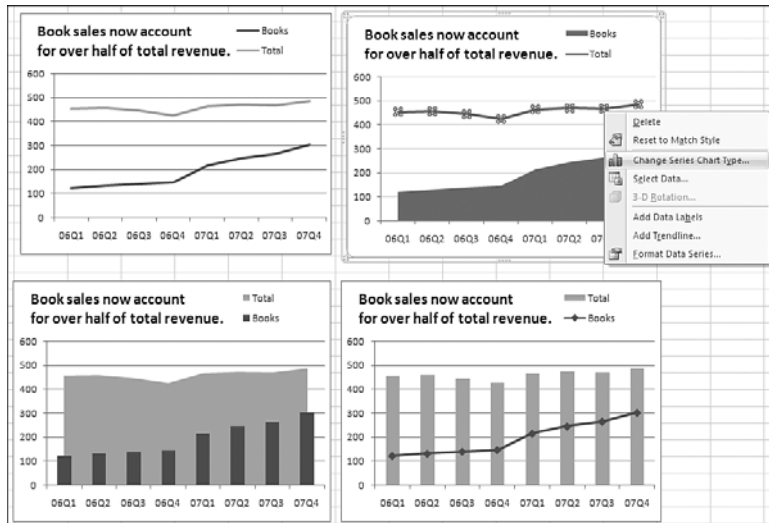 Book sales now account
for over half of total revenue.
Books
Total
600
500
400
300
200
100
0
06Q1 06Q2 06Q3 06Q4 07Q1 07Q2 07Q3 07Q4
Book sales now account
for over half of total revenue.
Books
Total
600
500
400
300
200
100
0
06Q1 06Q2 06Q3 06Q4 07Q1 07Q2
Delete
Reset to Match Style
Change Series Chart Type...
Select Data...
3-D Rotation...
Add Data Labels
Add Trendline...
Format Data Series...
Book sales now account
for over half of total revenue.
Total
Books
600
500
400
300
200
100
0
06Q1 06Q2 06Q3 06Q4 07Q1 07Q2 07Q3 07Q4
Book sales now account
for over half of total revenue.
Total
Books
600
500
400
300
200
100
0
06Q1 06Q2 06Q3 06Q4 07Q1 07Q2 07Q3 07Q4